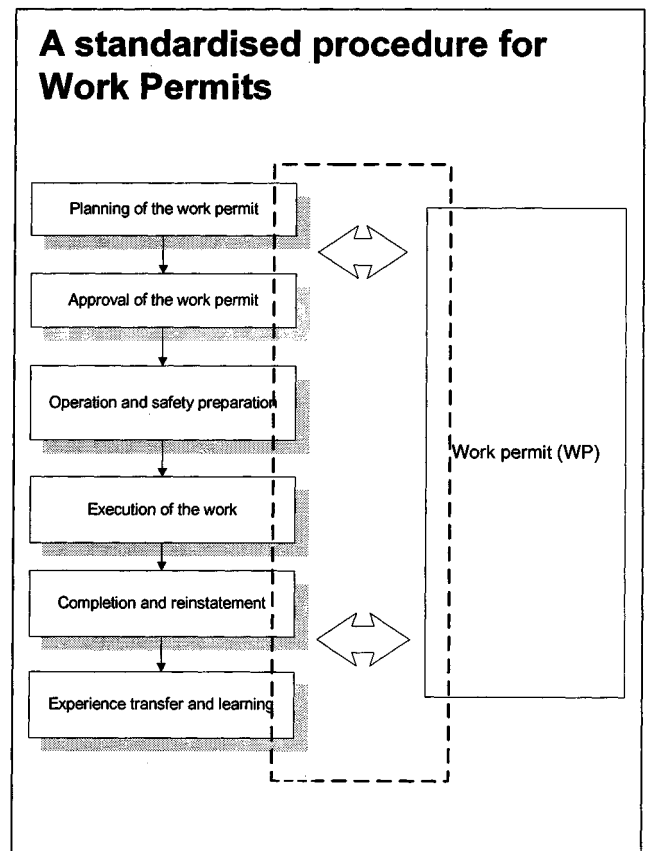 A standardised procedure for
Work Permits
Planning of the work permit
Approval of the work permit
Operation and safety preparation
Execution of the work
Completion and reinstatement
Experience transfer and learning
Work permit (WP)